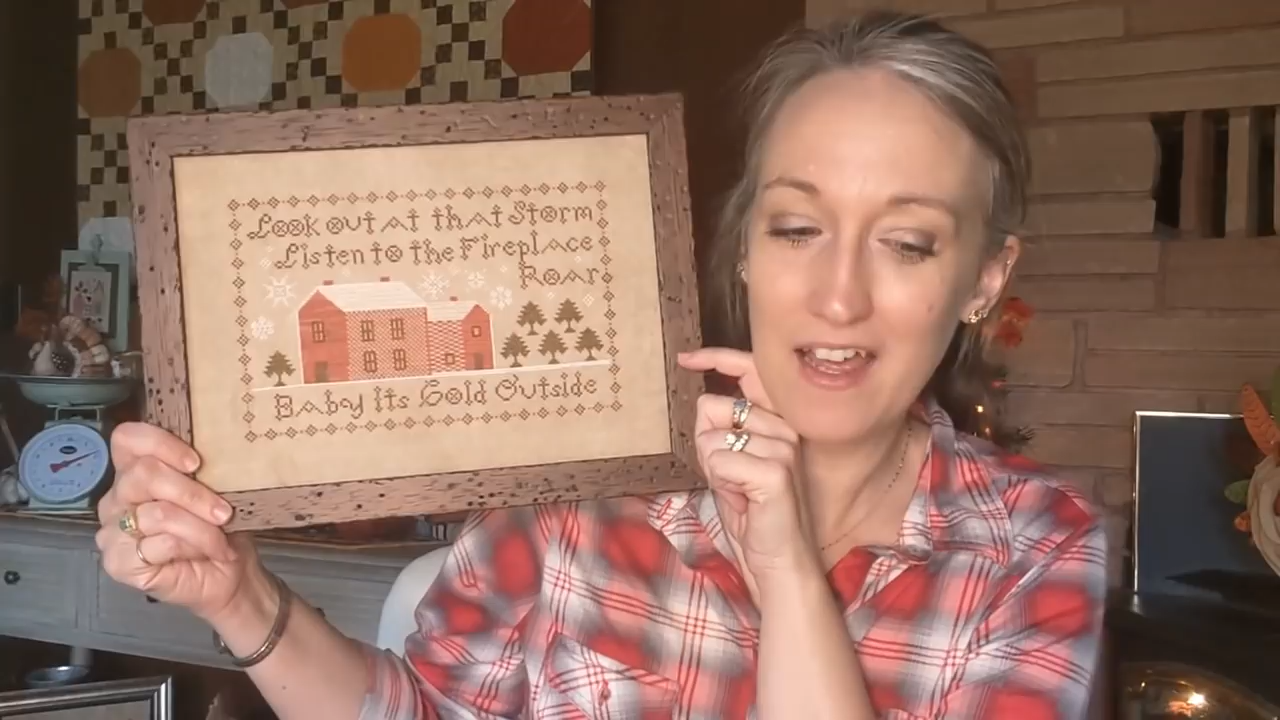 Look out at that Storm
Listen to the Fireplace
Roar
Baby Its Cold Outside